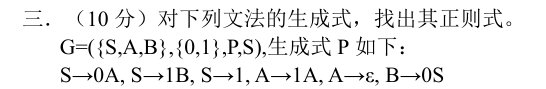 三．（10 分）对下列文法的生成式，找出其正则式。
G=({S,A,B},{0,1},P,S),生成式 P 如下：
S→0A, S→1B, S→1, A→1A, A→ε, B→0S